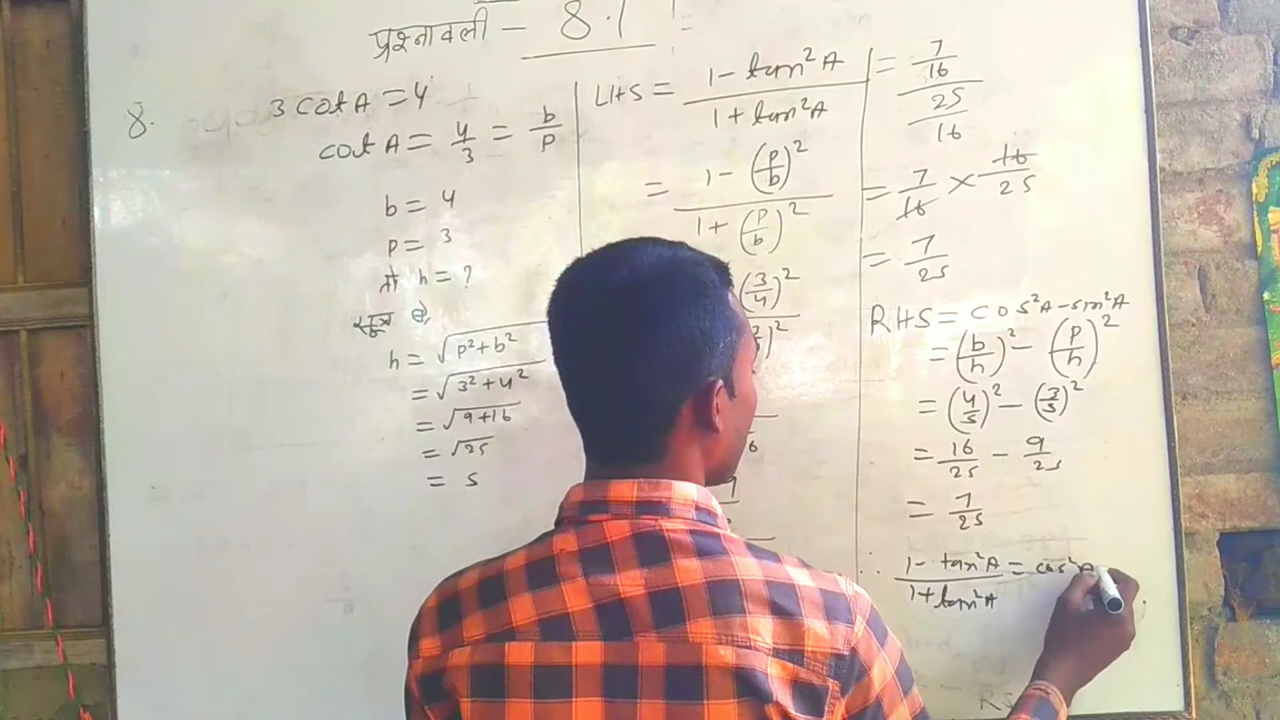 प्रश्नावली - 8.1
8. 3 cot A = 4
cot A = 4/3 = b/p
b = 4
p = 3
तो h = ?
सूत्र से,
h = √(p² + b²)
= √(3² + 4²)
= √(9 + 16)
= √25
= 5
LHS = (1 - tan²A)/(1 + tan²A)
= (1 - (p/b)²)/(1 + (p/b)²)
(3/4)²
= (7/16)/(25/16)
= 7/16 × 16/25
= 7/25
RHS = cos²A - sin²A
= (b/h)² - (p/h)²
= (4/5)² - (3/5)²
= 16/25 - 9/25
= 7/25
∴ (1 - tan²A)/(1 + tan²A) = cos²A